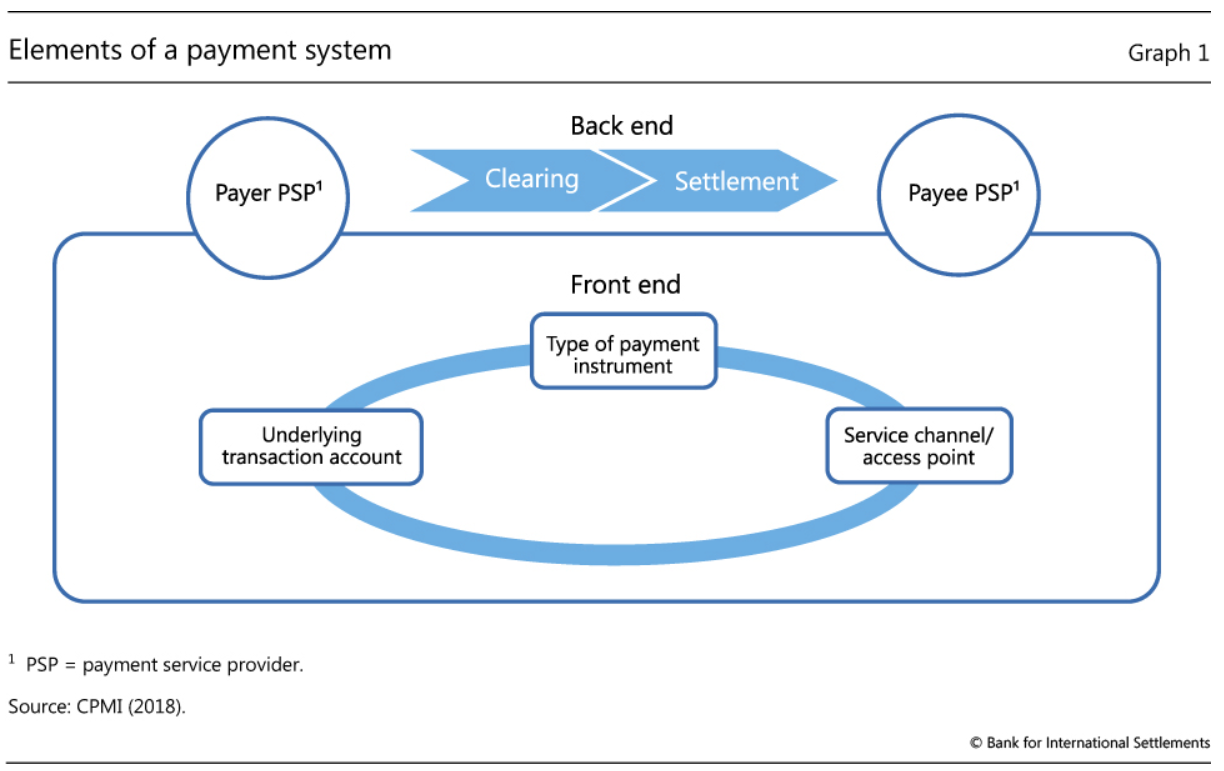 Elements of a payment system
Graph 1
Back end
Payer PSP¹
Clearing
Settlement
Payee PSP¹
Front end
Type of payment
instrument
Underlying
transaction account
Service channel/
access point
¹ PSP = payment service provider.
Source: CPMI (2018).
© Bank for International Settlements